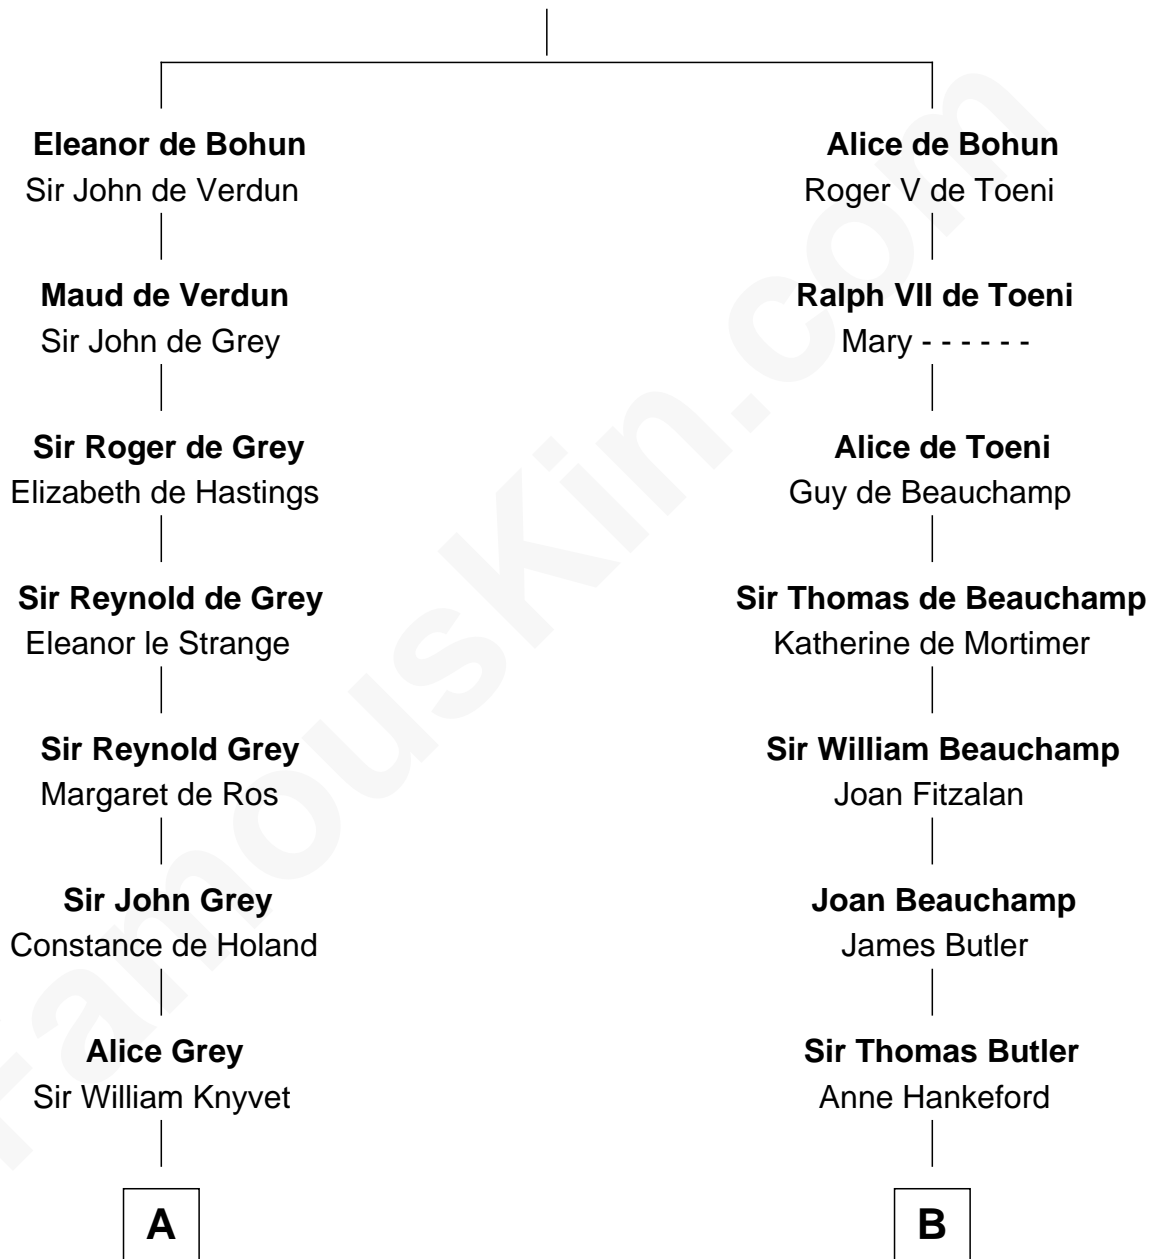 Eleanor de Bohun
Sir John de Verdun
Maud de Verdun
Sir John de Grey
Sir Roger de Grey
Elizabeth de Hastings
Sir Reynold de Grey
Eleanor le Strange
Sir Reynold Grey
Margaret de Ros
Sir John Grey
Constance de Holand
Alice Grey
Sir William Knyvet
A
Alice de Bohun
Roger V de Toeni
Ralph VII de Toeni
Mary - - - - - -
Alice de Toeni
Guy de Beauchamp
Sir Thomas de Beauchamp
Katherine de Mortimer
Sir William Beauchamp
Joan Fitzalan
Joan Beauchamp
James Butler
Sir Thomas Butler
Anne Hankeford
B
FamousKin.com